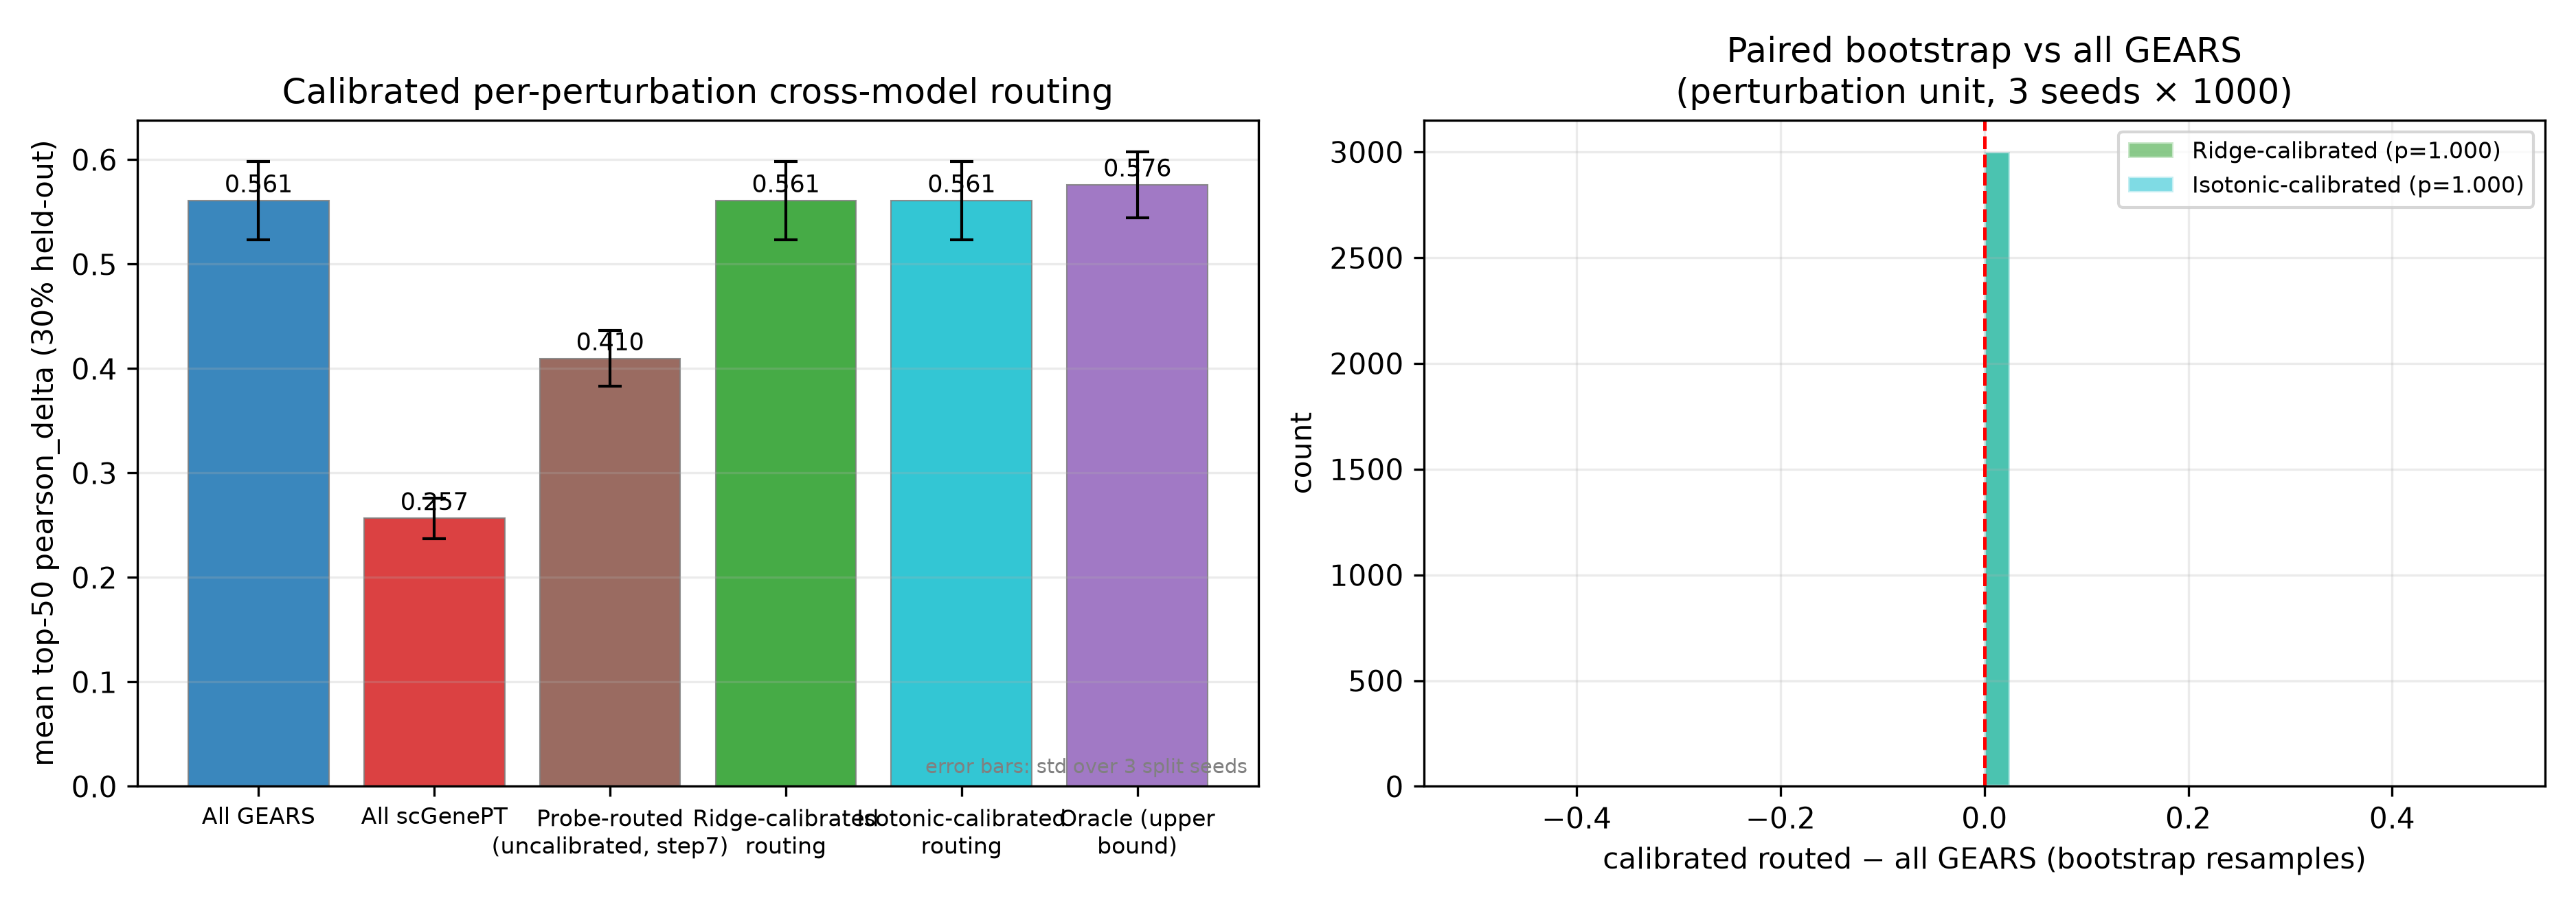 Calibrated per-perturbation cross-model routing
mean top-50 pearson_delta (30% held-out)
0.6
0.5
0.4
0.3
0.2
0.1
0.0
0.561
0.257
0.410
0.561
0.561
0.576
error bars: std over 3 split seeds
All GEARS
All scGenePT
Probe-routed
(uncalibrated, step7)
Ridge-calibrated
routing
Isotonic-calibrated
routing
Oracle (upper
bound)
Paired bootstrap vs all GEARS
(perturbation unit, 3 seeds × 1000)
count
3000
2500
2000
1500
1000
500
0
Ridge-calibrated (p=1.000)
Isotonic-calibrated (p=1.000)
−0.4
−0.2
0.0
0.2
0.4
calibrated routed − all GEARS (bootstrap resamples)